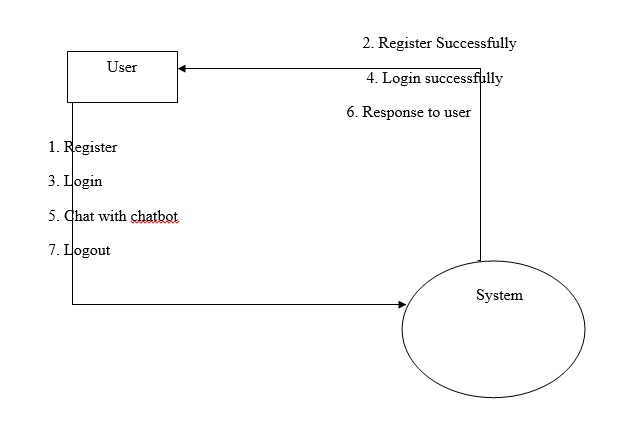 2. Register Successfully
User
4. Login successfully
6. Response to user
1. Register
3. Login
5. Chat with chatbot
7. Logout
System